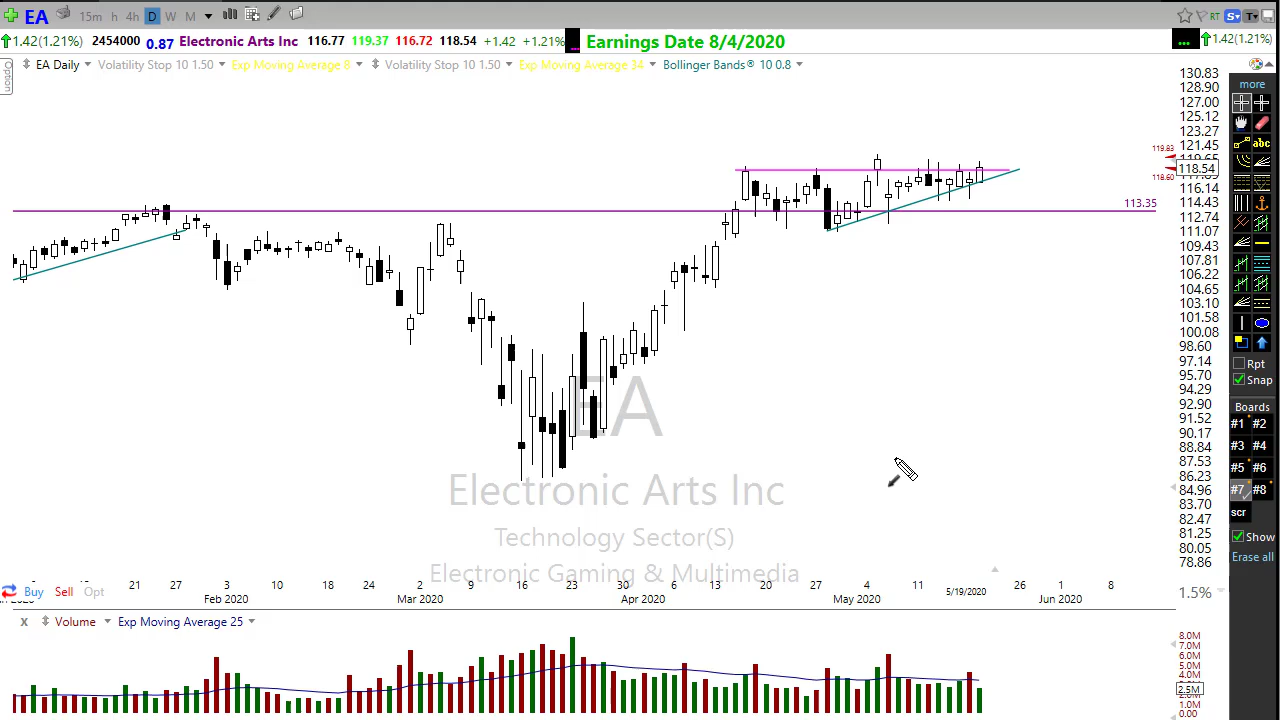 EA 15m h 4h D W M RT S T
1.42(1.21%) 2454000 0.87 Electronic Arts Inc 116.77 119.37 116.72 118.54 +1.42 +1.21% ... Earnings Date 8/4/2020 ... 1.42(1.21%)
Option
EA Daily Volatility Stop 10 1.50 Exp Moving Average 8 Volatility Stop 10 1.50 Exp Moving Average 34 Bollinger Bands® 10 0.8
130.83
128.90
127.00
125.12
123.27
121.45
119.83
118.54
118.60
116.14
113.35
114.43
112.74
111.07
109.43
107.81
106.22
104.65
103.10
101.58
100.08
98.60
97.14
95.70
94.29
92.90
91.52
90.17
88.84
87.53
86.23
84.96
83.70
82.47
81.25
80.05
78.86
more
abc
Rpt
Snap
Boards
#1 #2
#3 #4
#5 #6
#7 #8
scr
Show
Erase all
EA
Electronic Arts Inc
Technology Sector(S)
Electronic Gaming & Multimedia
21 27 3 10 18 24 2 9 16 23 30 6 13 20 27 4 11 5/19/2020 26 1 8
Buy Sell Opt
Feb 2020 Mar 2020 Apr 2020 May 2020 Jun 2020
1.5%
X Volume Exp Moving Average 25
8.0M
7.0M
6.0M
5.0M
4.0M
2.5M
0.00